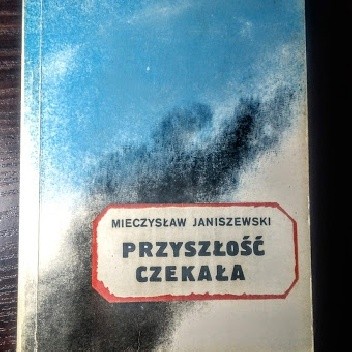 MIECZYSŁAW JANISZEWSKI
PRZYSZŁOŚĆ
CZEKAŁA